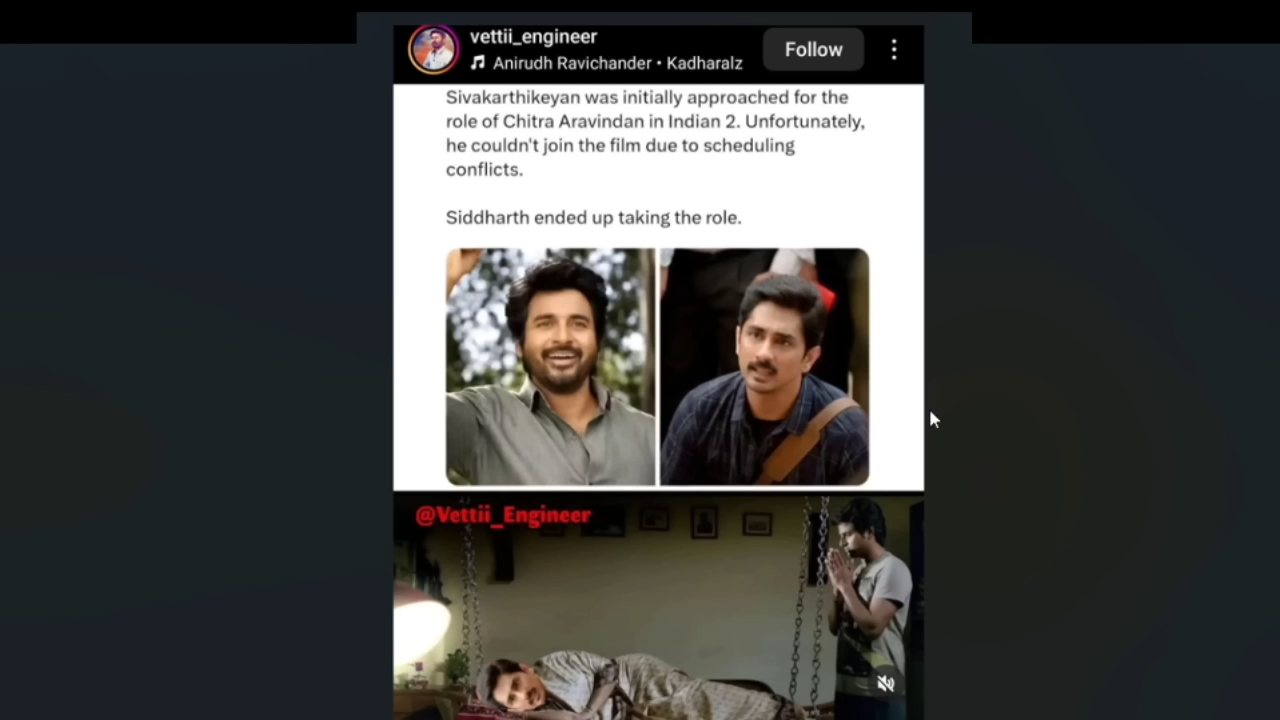 vettii_engineer
Anirudh Ravichander • Kadharalz
Follow
Sivakarthikeyan was initially approached for the
role of Chitra Aravindan in Indian 2. Unfortunately,
he couldn't join the film due to scheduling
conflicts.
Siddharth ended up taking the role.
@Vettii_Engineer